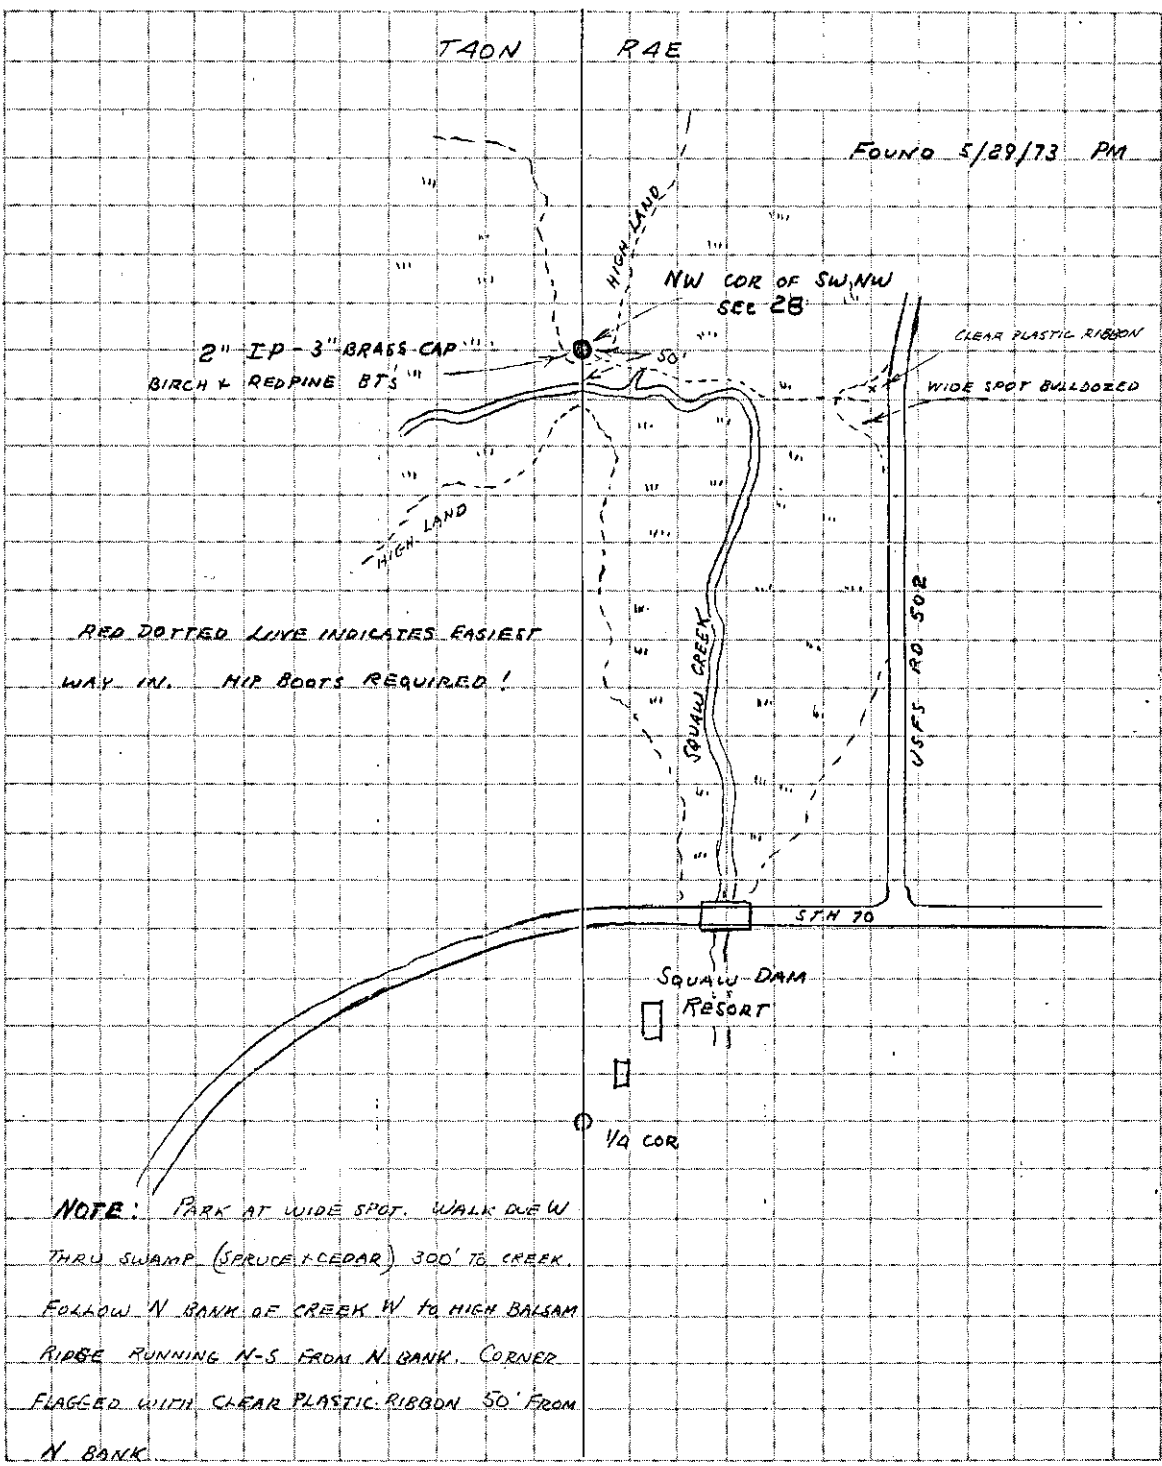 T40N R4E
FOUND 5/29/73 PM
HIGH LAND
NW COR OF SW,NW
SEC 28
CLEAR PLASTIC RIBBON
2" IP - 3" BRASS CAP
50'
BIRCH & REDPINE BTS
WIDE SPOT BULLDOZED
HIGH LAND
RED DOTTED LINE INDICATES EASIEST
WAY IN. HIP BOOTS REQUIRED!
SQUAW CREEK
USFS RD. 502
STH 70
SQUAW DAM
RESORT
1/4 COR
NOTE: PARK AT WIDE SPOT. WALK DUE W
THRU SWAMP (SPRUCE & CEDAR) 300' TO CREEK.
FOLLOW N BANK OF CREEK W TO HIGH BALSAM
RIDGE RUNNING N-S FROM N BANK. CORNER
FLAGGED WITH CLEAR PLASTIC RIBBON 50' FROM
N BANK.